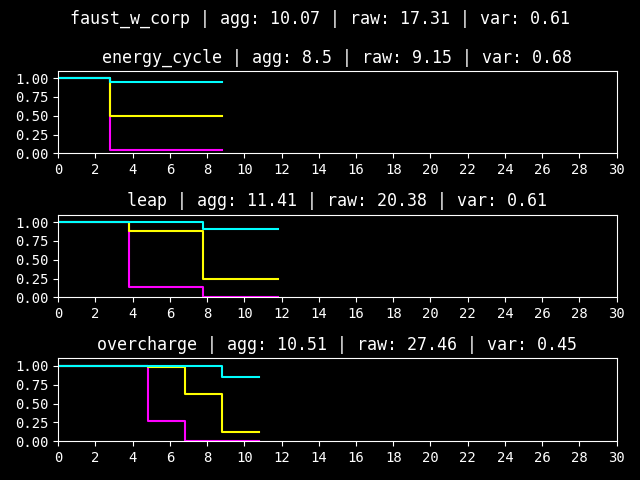 faust_w_corp | agg: 10.07 | raw: 17.31 | var: 0.61
energy_cycle | agg: 8.5 | raw: 9.15 | var: 0.68
1.00
0.75
0.50
0.25
0.00
0 2 4 6 8 10 12 14 16 18 20 22 24 26 28 30
leap | agg: 11.41 | raw: 20.38 | var: 0.61
1.00
0.75
0.50
0.25
0.00
0 2 4 6 8 10 12 14 16 18 20 22 24 26 28 30
overcharge | agg: 10.51 | raw: 27.46 | var: 0.45
1.00
0.75
0.50
0.25
0.00
0 2 4 6 8 10 12 14 16 18 20 22 24 26 28 30